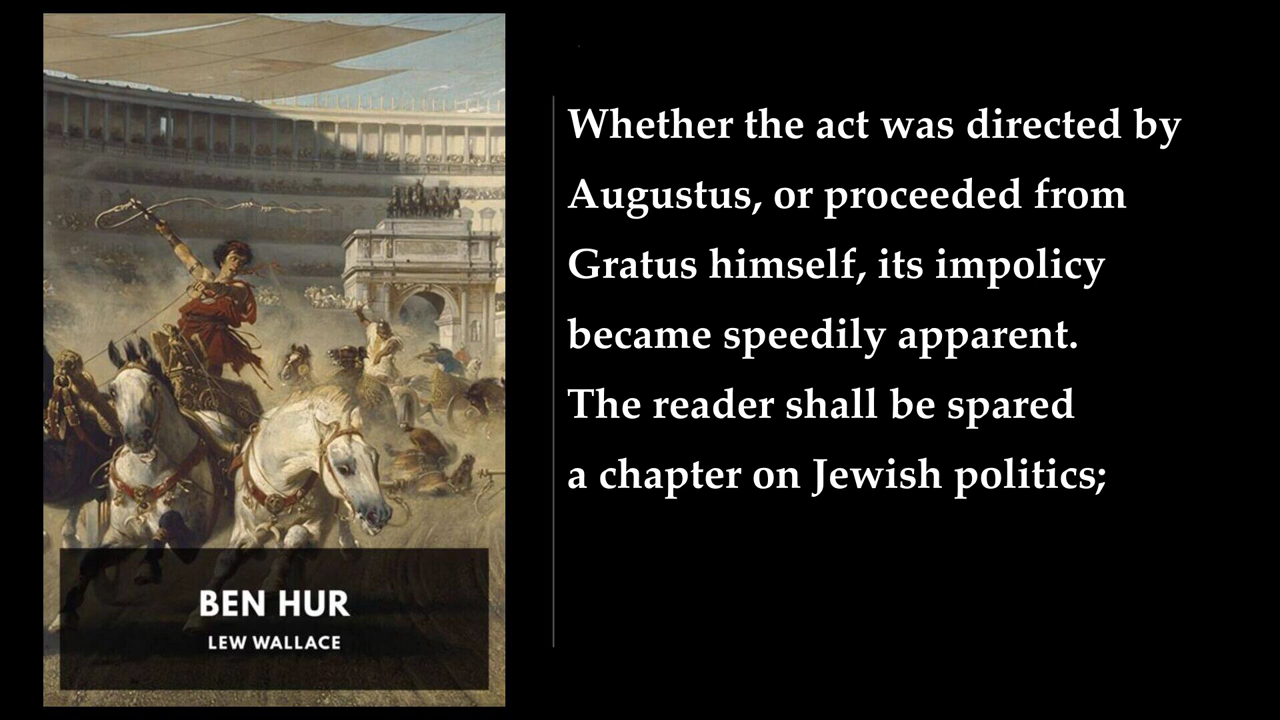 Whether the act was directed by
Augustus, or proceeded from
Gratus himself, its impolicy
became speedily apparent.
The reader shall be spared
a chapter on Jewish politics;
BEN HUR
LEW WALLACE